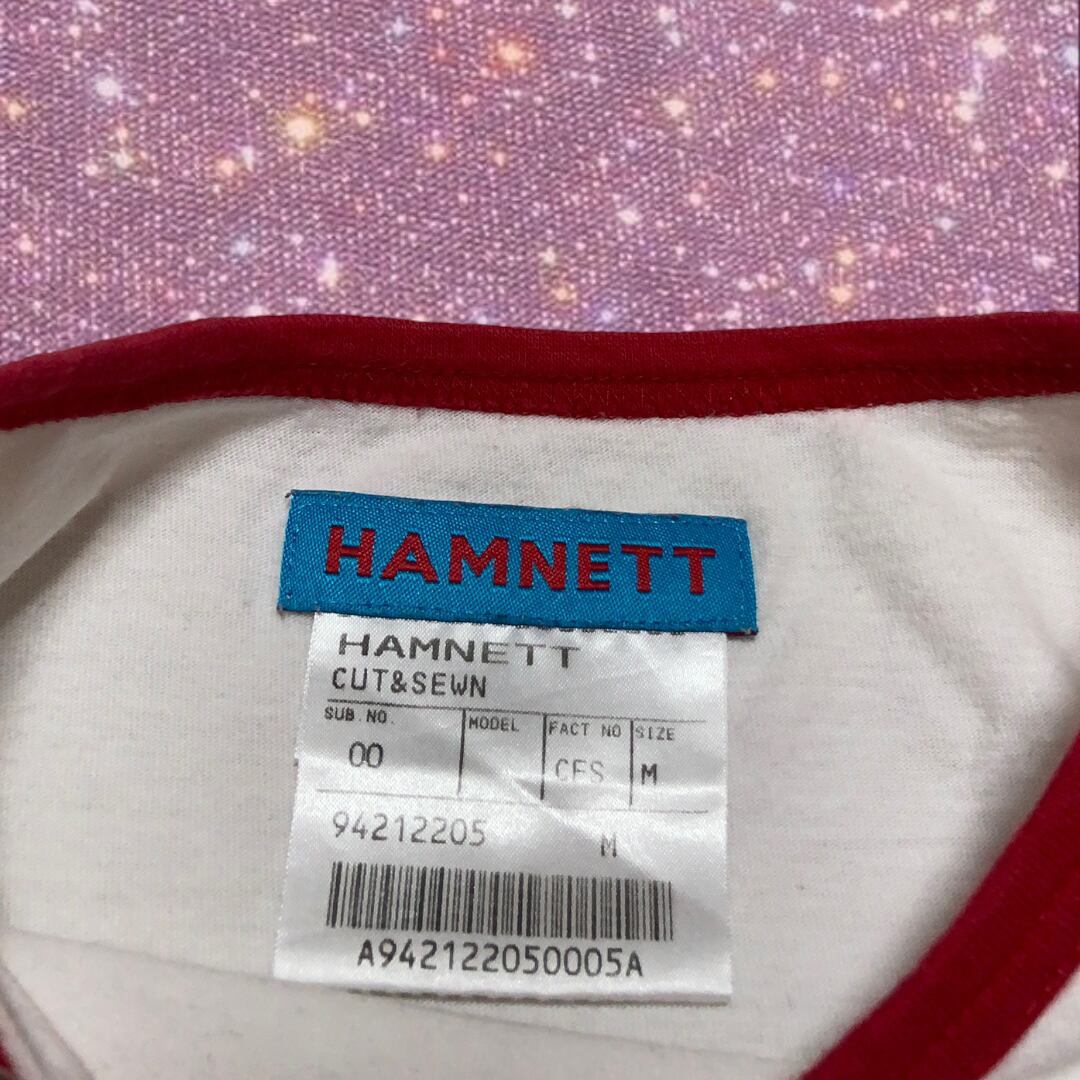 HAMNETT
HAMNETT
CUT&SEWN
SUB.NO. MODEL FACT NO SIZE
00 CFS M
94212205 M
A942122050005A